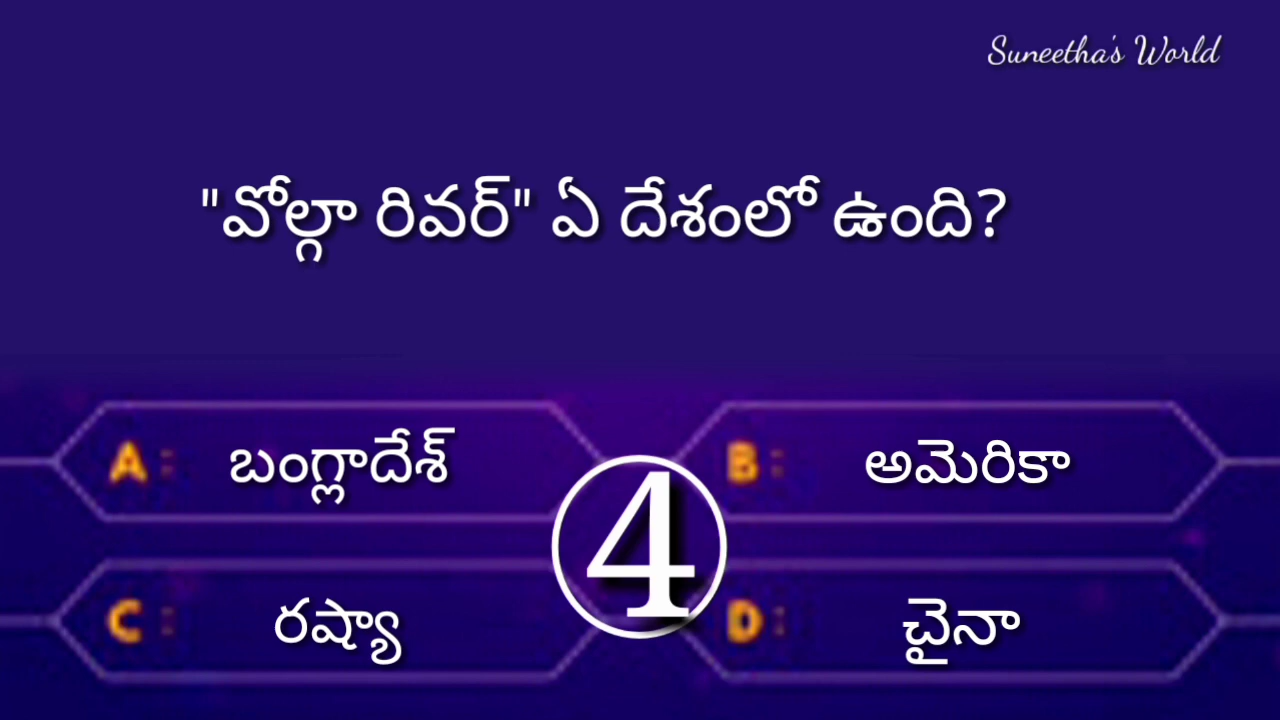 Suneetha's World
"వోల్గా రివర్" ఏ దేశంలో ఉంది?
A: బంగ్లాదేశ్
B: అమెరికా
4
C: రష్యా
D: చైనా